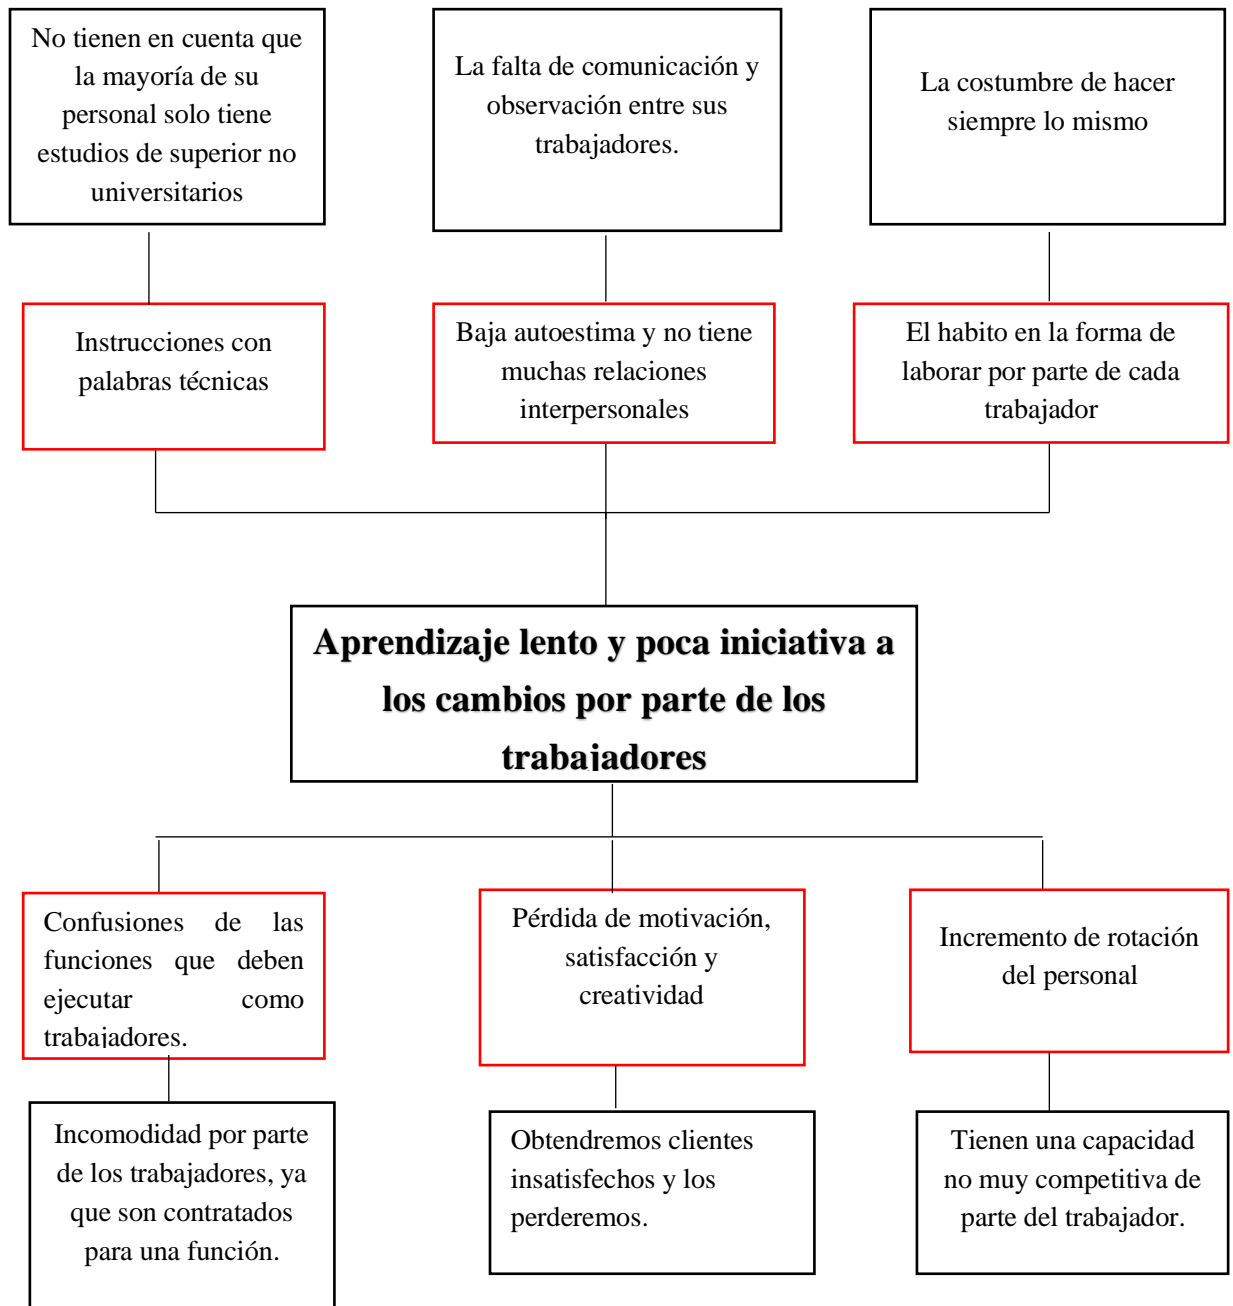 No tienen en cuenta que
la mayoría de su
personal solo tiene
estudios de superior no
universitarios
La falta de comunicación y
observación entre sus
trabajadores.
La costumbre de hacer
siempre lo mismo
Instrucciones con
palabras técnicas
Baja autoestima y no tiene
muchas relaciones
interpersonales
El habito en la forma de
laborar por parte de cada
trabajador
Aprendizaje lento y poca iniciativa a
los cambios por parte de los
trabajadores
Confusiones de las
funciones que deben
ejecutar como
trabajadores.
Pérdida de motivación,
satisfacción y
creatividad
Incremento de rotación
del personal
Incomodidad por parte
de los trabajadores, ya
que son contratados
para una función.
Obtendremos clientes
insatisfechos y los
perderemos.
Tienen una capacidad
no muy competitiva de
parte del trabajador.